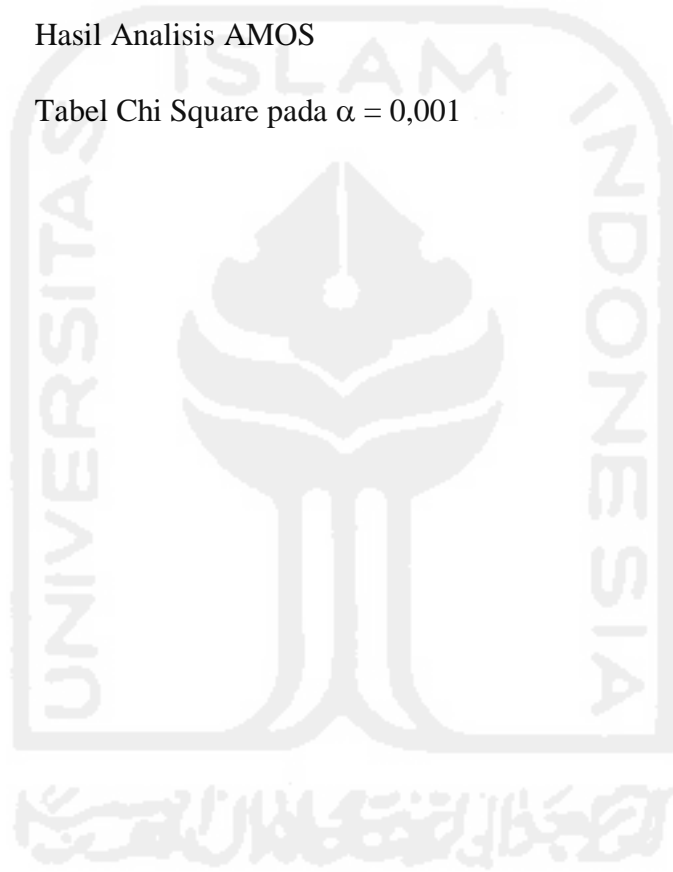 Hasil Analisis AMOS
Tabel Chi Square pada α = 0,001
ISLAM
UNIVERSITAS
INDONESIA